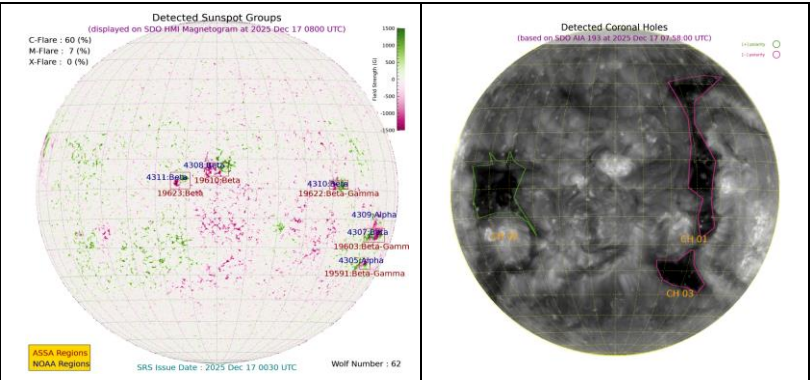 Detected Sunspot Groups
(displayed on SDO HMI Magnetogram at 2025 Dec 17 0800 UTC)
C-Flare : 60 (%)
M-Flare : 7 (%)
X-Flare : 0 (%)
1500
1000
500
0
-500
-1000
-1500
Field Strength (G)
4308:Beta
4311:Beta
19610:Beta
19623:Beta
4310:Beta
19622:Beta-Gamma
4309:Alpha
4307:Beta
19603:Beta-Gamm
4305:Alpha
19591:Beta-Gamma
ASSA Regions
NOAA Regions
SRS Issue Date : 2025 Dec 17 0030 UTC
Wolf Number : 62
Detected Coronal Holes
(based on SDO AIA 193 at 2025 Dec 17 07:58:00 UTC)
CH 01
CH 03